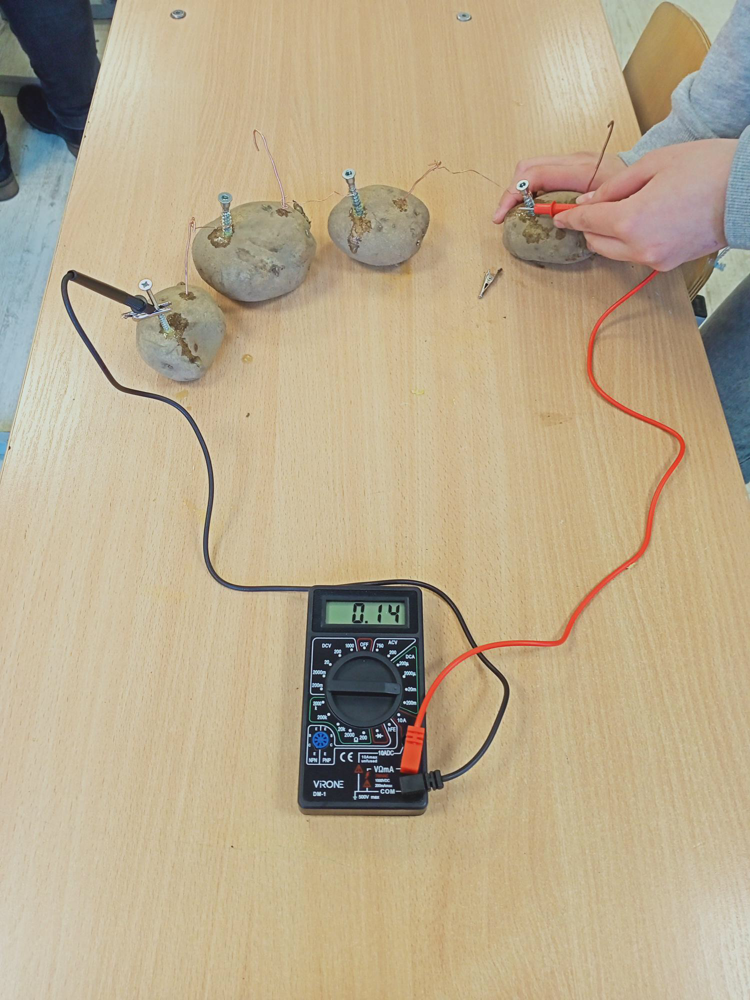 0.14
DCV
1000
OFF
750
ACV
200
200
DCA
20
200µ
2000m
2000µ
200m
20m
2000
k
200m
200k
10A
20k
2000
Ω
200
hFE
E
E
B
B
C
C
E
E
NPN
PNP
CE
10ADC
10Amax
unfused
VΩmA
1000VDC
200mAmax
COM
500V max
ViRONE
DM-1